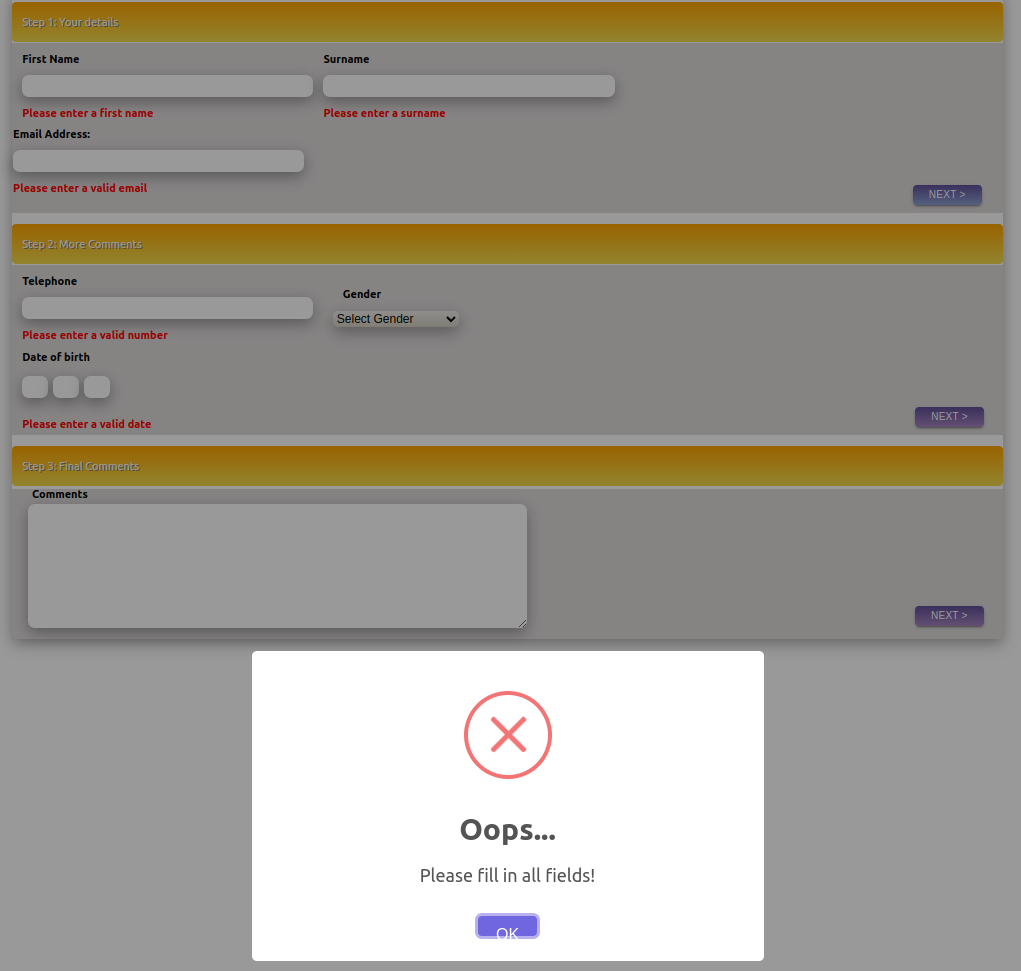 Step 1: Your details
First Name
Surname
Please enter a first name
Please enter a surname
Email Address:
Please enter a valid email
NEXT >
Step 2: More Comments
Telephone
Gender
Select Gender
Please enter a valid number
Date of birth
Please enter a valid date
NEXT >
Step 3: Final Comments
Comments
NEXT >
Oops...
Please fill in all fields!
OK